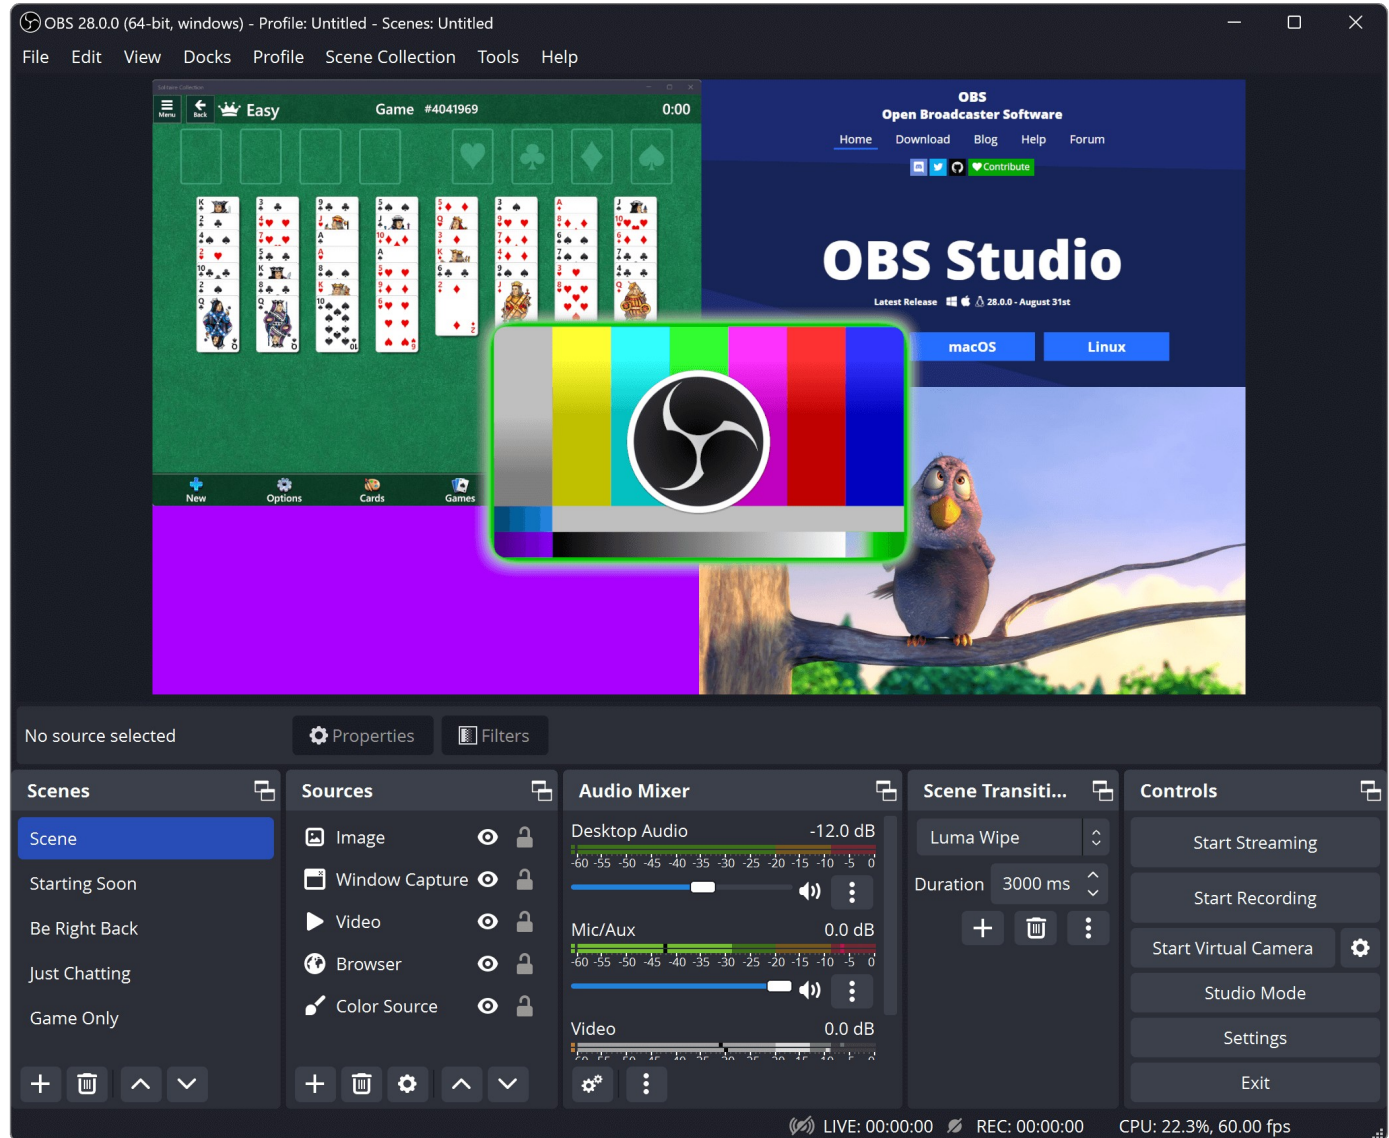 OBS 28.0.0 (64-bit, windows) - Profile: Untitled - Scenes: Untitled
File Edit View Docks Profile Scene Collection Tools Help
Solitaire Collection
Menu Back Easy Game #4041969 0:00
New Options Cards Games
OBS
Open Broadcaster Software
Home Download Blog Help Forum
Contribute
OBS Studio
Latest Release 28.0.0 - August 31st
macOS Linux
No source selected Properties Filters
Scenes
Scene
Starting Soon
Be Right Back
Just Chatting
Game Only
Sources
Image
Window Capture
Video
Browser
Color Source
Audio Mixer
Desktop Audio -12.0 dB
-60 -55 -50 -45 -40 -35 -30 -25 -20 -15 -10 -5 0
Mic/Aux 0.0 dB
-60 -55 -50 -45 -40 -35 -30 -25 -20 -15 -10 -5 0
Video 0.0 dB
Scene Transiti...
Luma Wipe
Duration 3000 ms
Controls
Start Streaming
Start Recording
Start Virtual Camera
Studio Mode
Settings
Exit
LIVE: 00:00:00 REC: 00:00:00 CPU: 22.3%, 60.00 fps